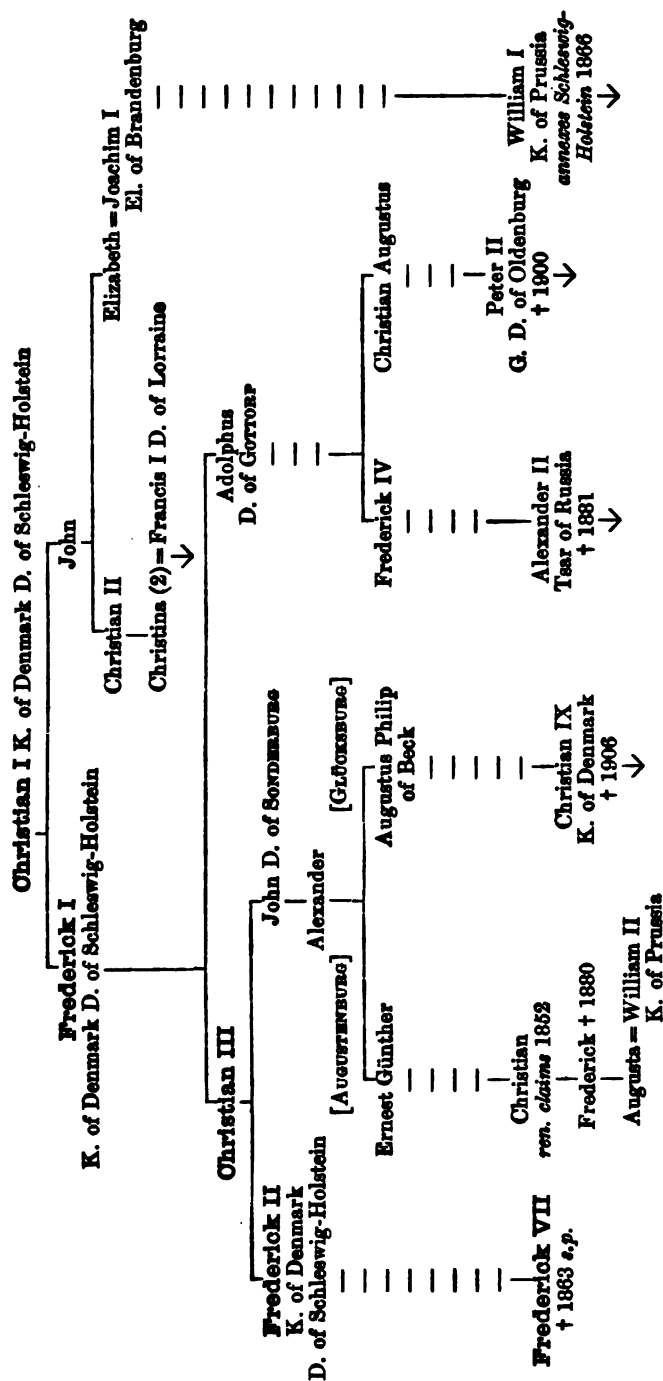 Christian I K. of Denmark D. of Schleswig-Holstein
Frederick I
K. of Denmark D. of Schleswig-Holstein
John
Christian II
Elizabeth = Joachim I
El. of Brandenburg
Christina (2) = Francis I D. of Lorraine
Christian III
Adolphus
D. of GOTTORP
Frederick II
K. of Denmark
D. of Schleswig-Holstein
John D. of SONDERBURG
Alexander
[AUGUSTENBURG]
[GLÜCKSBURG]
Ernest Günther
Augustus Philip
of Beck
Frederick IV
Christian Augustus
Frederick VII
† 1863 s.p.
Christian
ren. claims 1852
Frederick † 1880
Augusta = William II
K. of Prussia
Christian IX
K. of Denmark
† 1906
Alexander II
Tsar of Russia
† 1881
Peter II
G. D. of Oldenburg
† 1900
William I
K. of Prussia
annexes Schleswig-
Holstein 1866